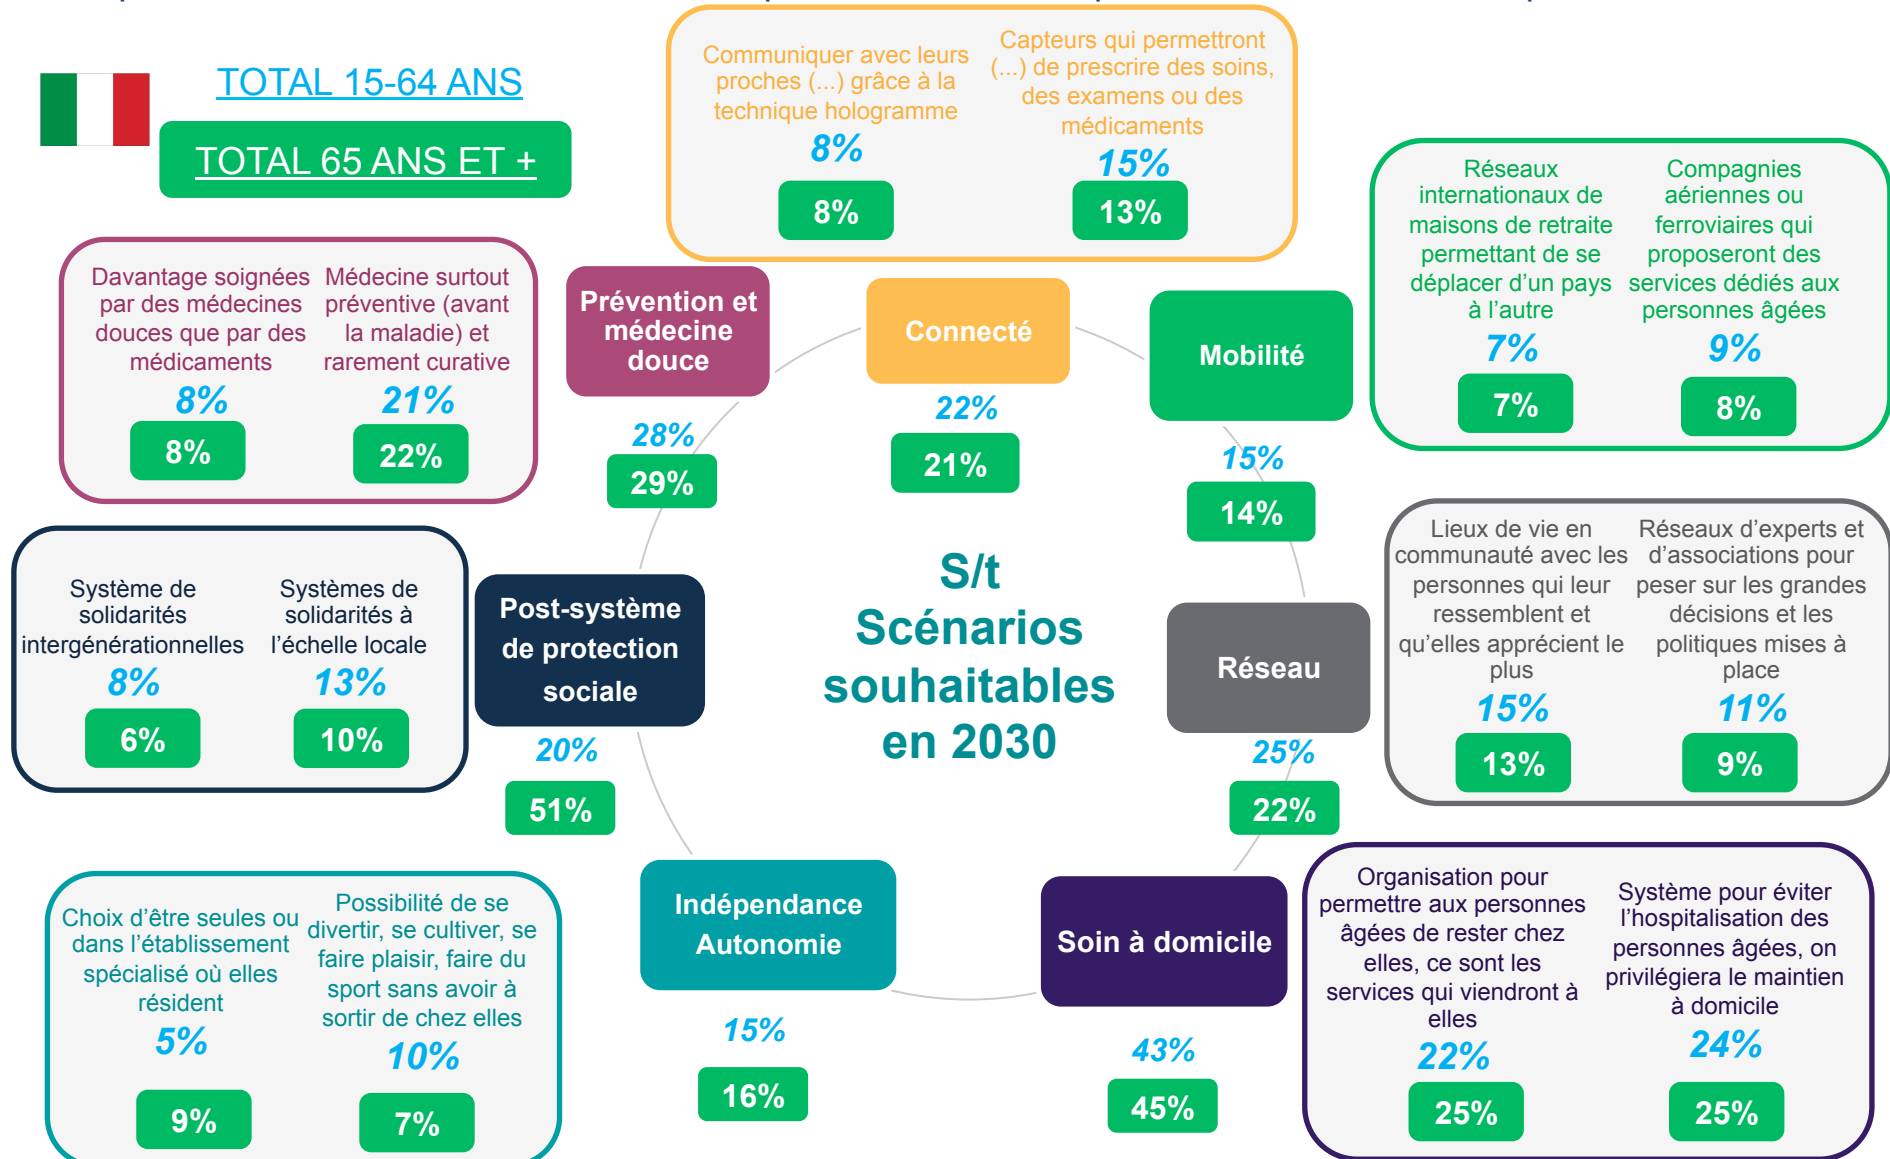 TOTAL 15-64 ANS
TOTAL 65 ANS ET +
Communiquer avec leurs
proches (...) grâce à la
technique hologramme
8%
8%
Capteurs qui permettront
(...) de prescrire des soins,
des examens ou des
médicaments
15%
13%
Réseaux
internationaux de
maisons de retraite
permettant de se
déplacer d'un pays
à l'autre
7%
7%
Compagnies
aériennes ou
ferroviaires qui
proposeront des
services dédiés aux
personnes âgées
9%
8%
Davantage soignées
par des médecines
douces que par des
médicaments
8%
8%
Médecine surtout
préventive (avant
la maladie) et
rarement curative
21%
22%
Prévention et
médecine
douce
28%
29%
Connecté
22%
21%
Mobilité
15%
14%
Système de
solidarités
intergénérationnelles
8%
6%
Systèmes de
solidarités à
l'échelle locale
13%
10%
Post-système
de protection
sociale
20%
51%
S/t
Scénarios
souhaitables
en 2030
Réseau
25%
22%
Lieux de vie en
communauté avec les
personnes qui leur
ressemblent et
qu'elles apprécient le
plus
15%
13%
Réseaux d'experts et
d'associations pour
peser sur les grandes
décisions et les
politiques mises à
place
11%
9%
Choix d'être seules ou
dans l'établissement
spécialisé où elles
résident
5%
9%
Possibilité de se
divertir, se cultiver, se
faire plaisir, faire du
sport sans avoir à
sortir de chez elles
10%
7%
Indépendance
Autonomie
15%
16%
Soin à domicile
43%
45%
Organisation pour
permettre aux personnes
âgées de rester chez
elles, ce sont les
services qui viendront à
elles
22%
25%
Système pour éviter
l'hospitalisation des
personnes âgées, on
privilégiera le maintien
à domicile
24%
25%